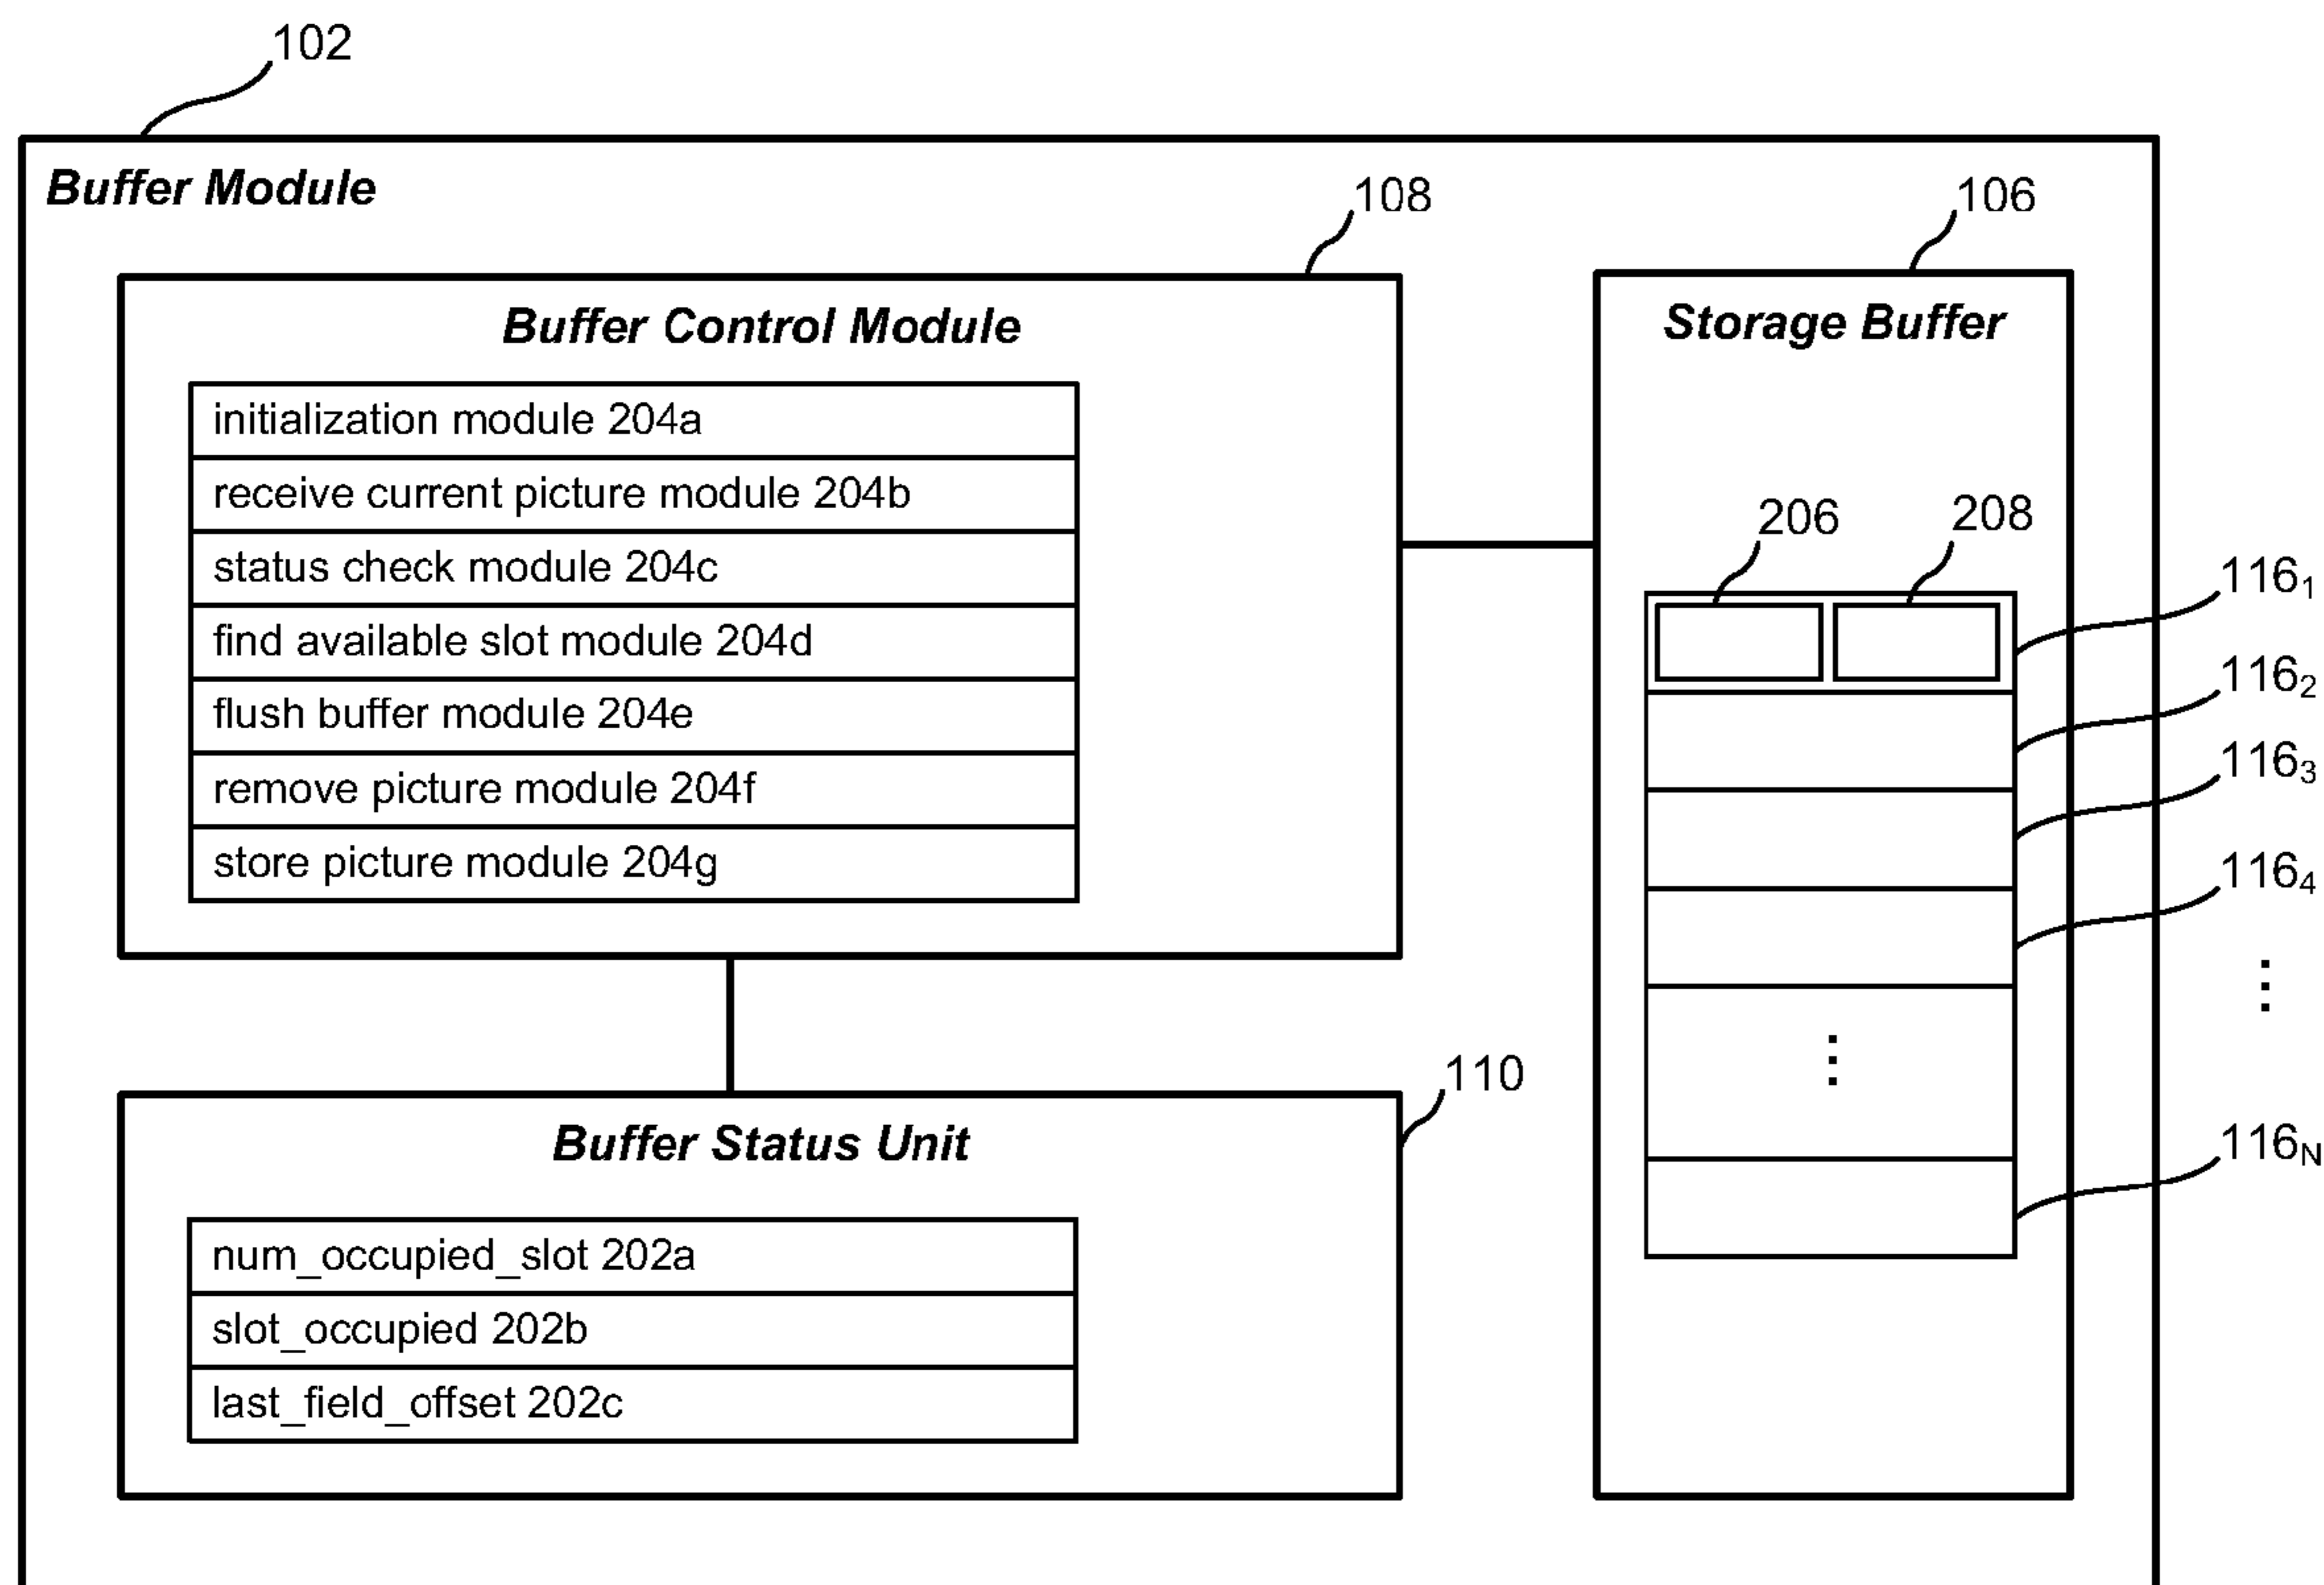 102
Buffer Module
108
106
Buffer Control Module
Storage Buffer
initialization module 204a
receive current picture module 204b
status check module 204c
find available slot module 204d
flush buffer module 204e
remove picture module 204f
store picture module 204g
206
208
116₁
116₂
116₃
116₄
⋮
⋮
110
Buffer Status Unit
116_N
num_occupied_slot 202a
slot_occupied 202b
last_field_offset 202c